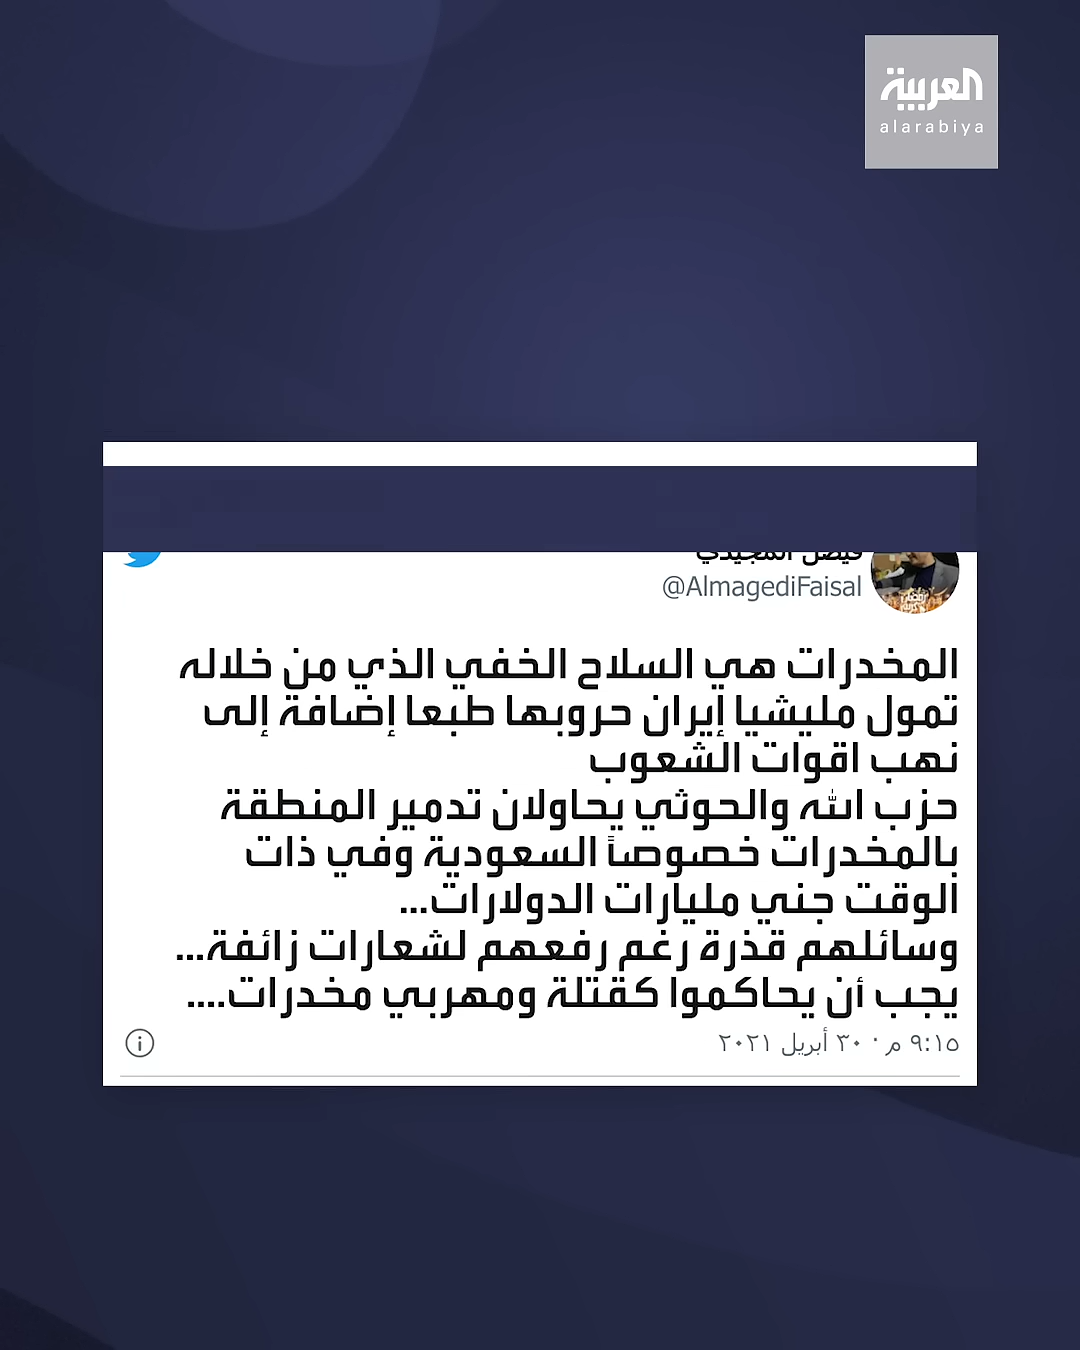 العربية
alarabiya
فيصل المجيدي
@AlmagediFaisal
المخدرات هي السلاح الخفي الذي من خلاله
تمول مليشيا إيران حروبها طبعا إضافة إلى
نهب اقوات الشعوب
حزب الله والحوثي يحاولان تدمير المنطقة
بالمخدرات خصوصاً السعودية وفي ذات
الوقت جني مليارات الدولارات...
وسائلهم قذرة رغم رفعهم لشعارات زائفة...
يجب أن يحاكموا كقتلة ومهربي مخدرات....
٩:١٥ م · ٣٠ أبريل ٢٠٢١